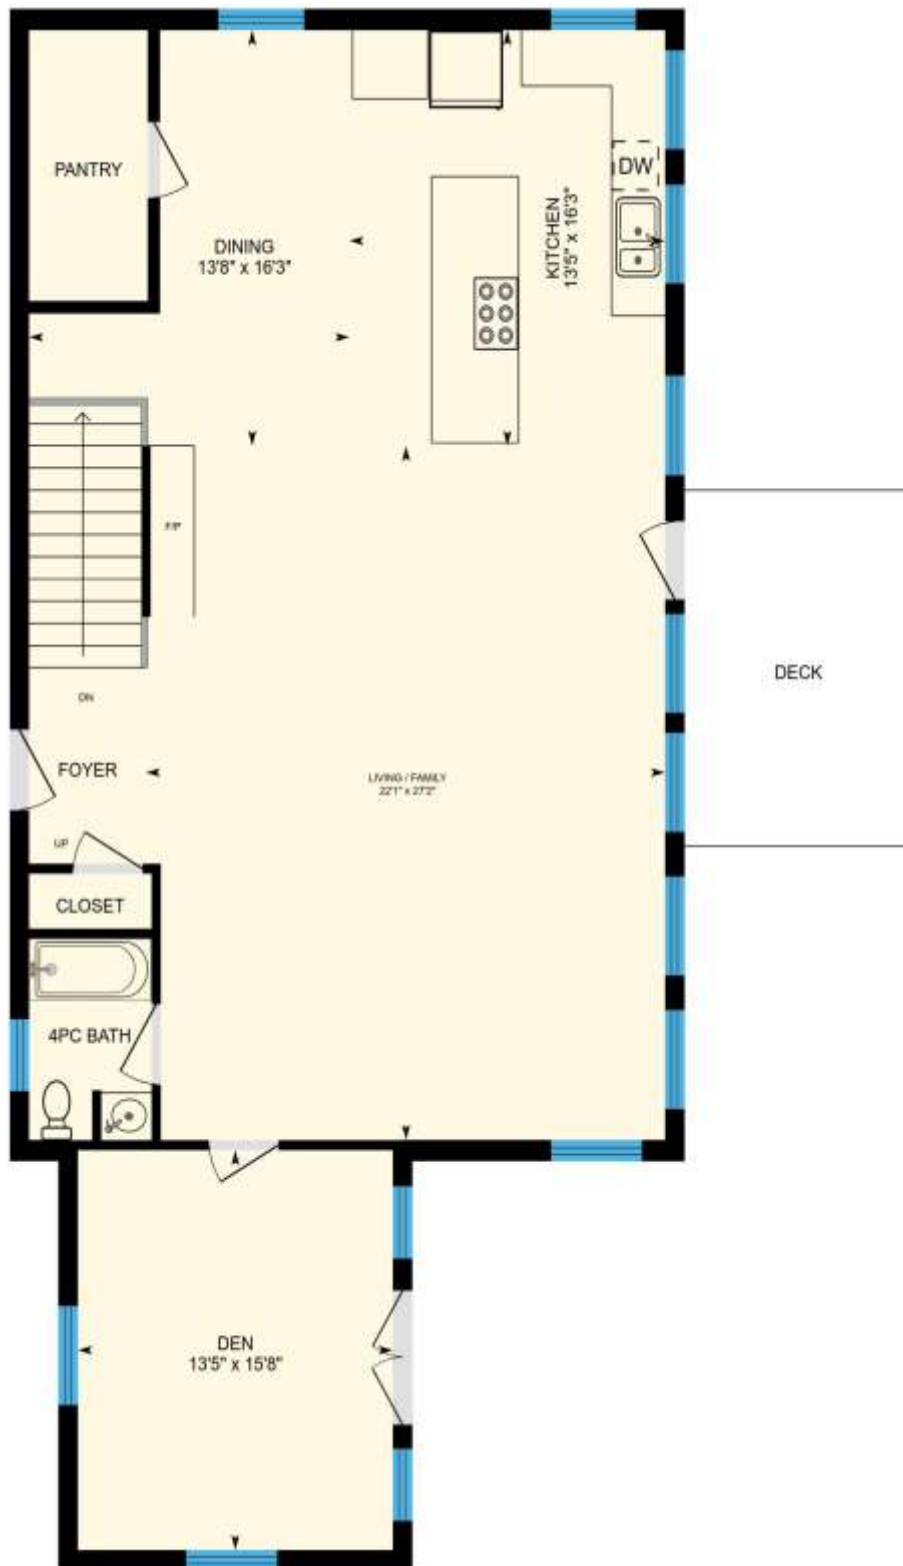 PANTRY
DINING
13'8" x 16'3"
KITCHEN
13'5" x 16'3"
DW
F/P
DECK
DN
FOYER
LIVING / FAMILY
22'1" x 27'2"
UP
CLOSET
4PC BATH
DEN
13'5" x 15'8"